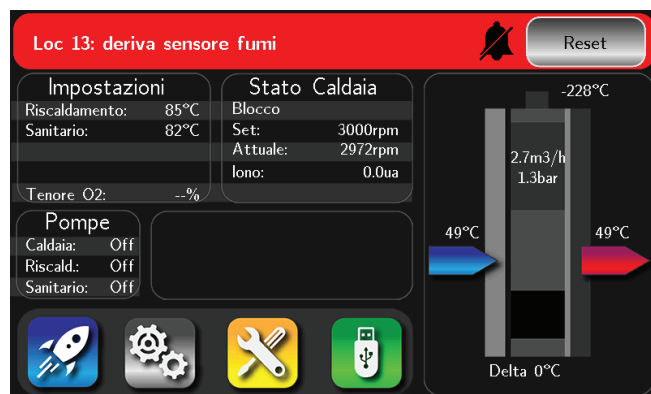 Loc 13: deriva sensore fumi
Reset
Impostazioni
Riscaldamento: 85°C
Sanitario: 82°C
Tenore O2: --%
Stato Caldaia
Blocco
Set: 3000rpm
Attuale: 2972rpm
Iono: 0.0ua
Pompe
Caldaia: Off
Riscald.: Off
Sanitario: Off
-228°C
2.7m3/h
1.3bar
49°C
49°C
Delta 0°C